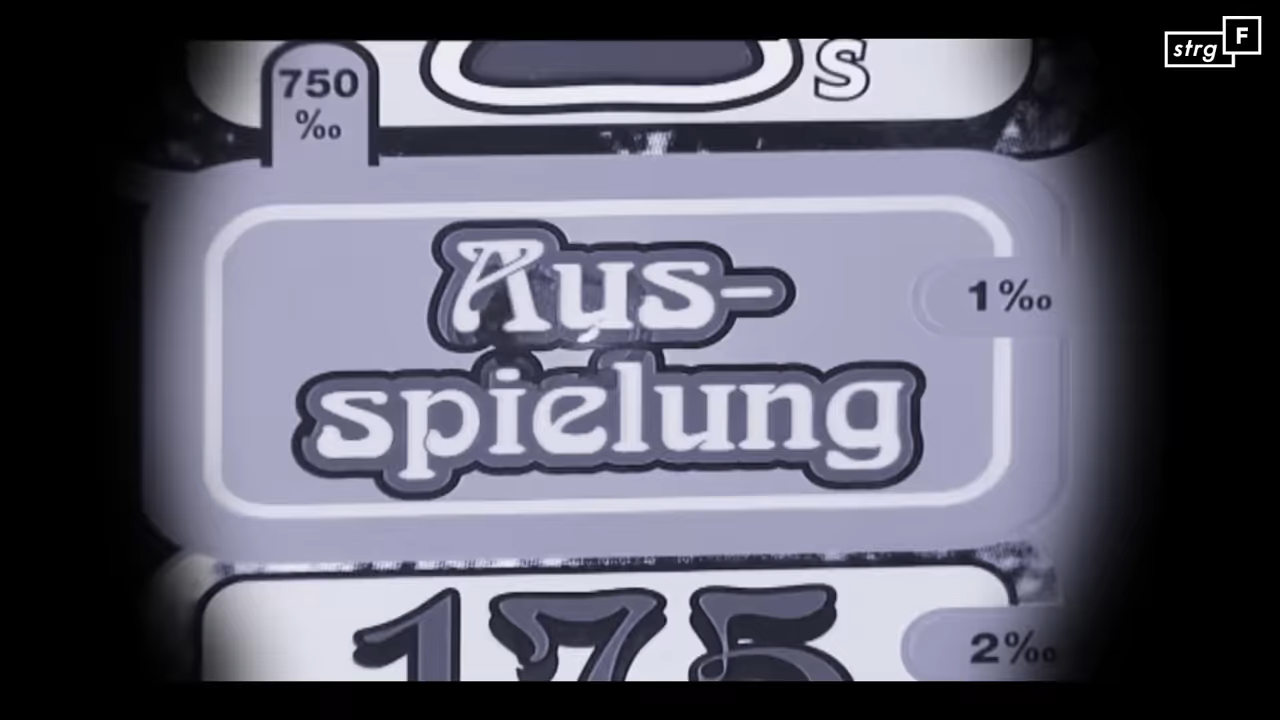 strg F
750
‰
S
Aus-
1‰
spielung
175
2‰